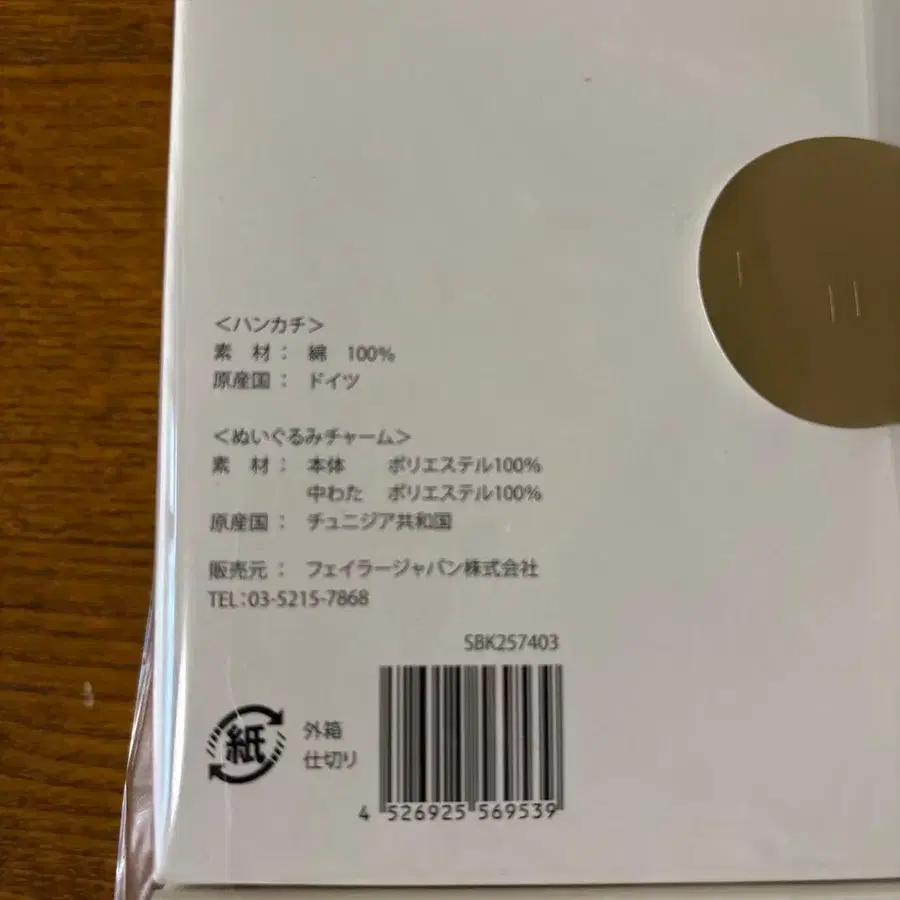 ＜ハンカチ＞
素　材： 綿　100%
原産国： ドイツ
＜ぬいぐるみチャーム＞
素　材： 本体　ポリエステル100%
中わた　ポリエステル100%
原産国： チュニジア共和国
販売元： フェイラージャパン株式会社
TEL：03-5215-7868
SBK257403
紙
外箱
仕切り
4 526925 569539